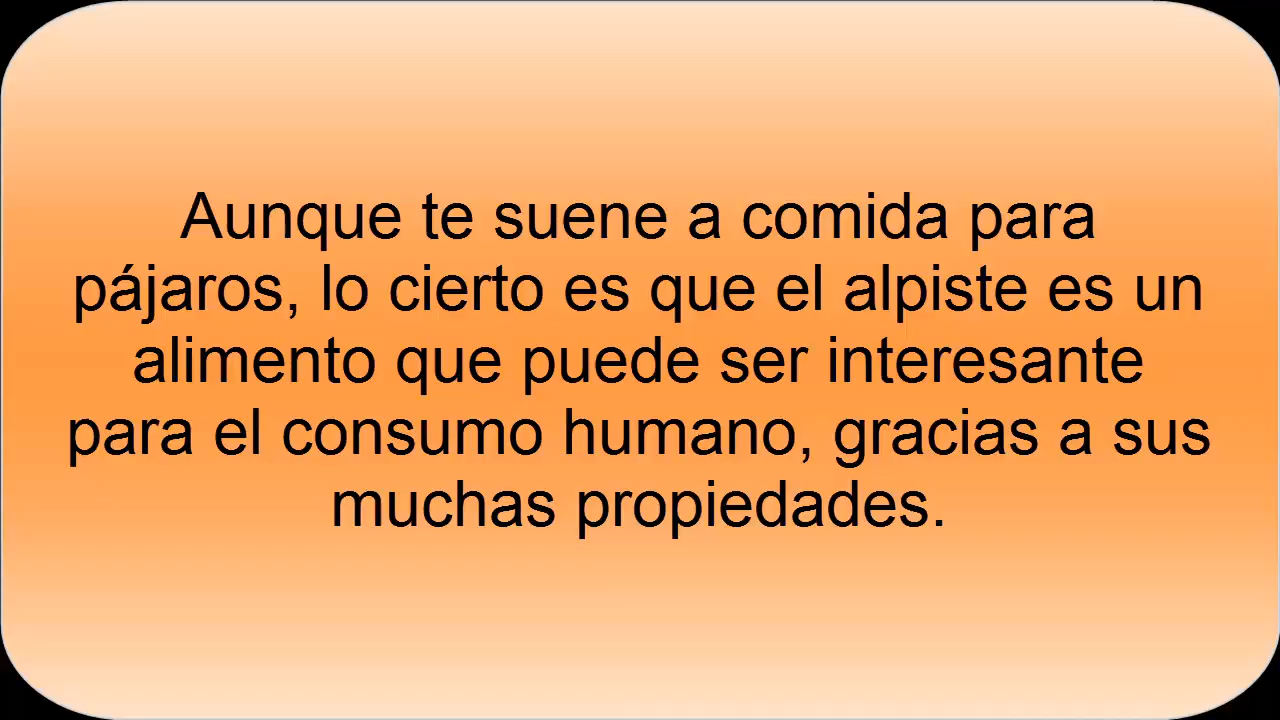 Aunque te suene a comida para
pájaros, lo cierto es que el alpiste es un
alimento que puede ser interesante
para el consumo humano, gracias a sus
muchas propiedades.